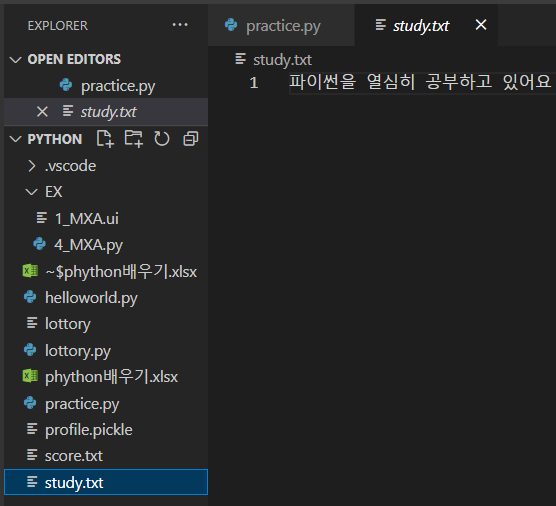 EXPLORER
OPEN EDITORS
practice.py
study.txt
PYTHON
.vscode
EX
1_MXA.ui
4_MXA.py
~$phython배우기.xlsx
helloworld.py
lottory
lottory.py
phython배우기.xlsx
practice.py
profile.pickle
score.txt
study.txt
practice.py
study.txt
study.txt
1 파이썬을 열심히 공부하고 있어요